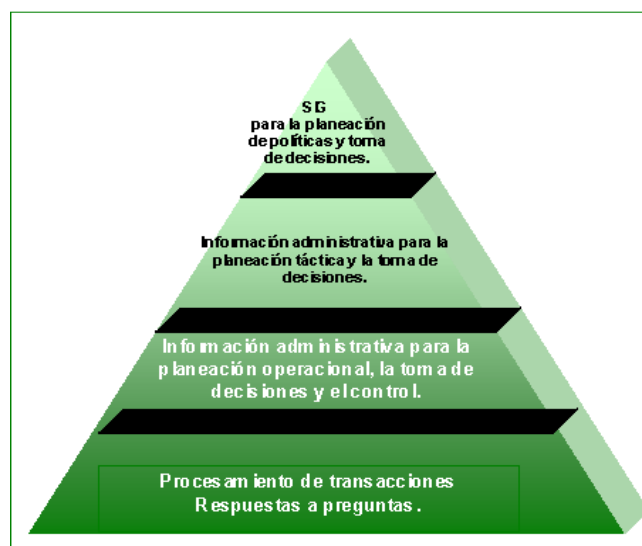 SIG
para la planeación
de políticas y toma
de decisiones.
Información administrativa para la
planeación táctica y la toma de
decisiones.
Información administrativa para la
planeación operacional, la toma de
decisiones y el control.
Procesamiento de transacciones
Respuestas a preguntas.